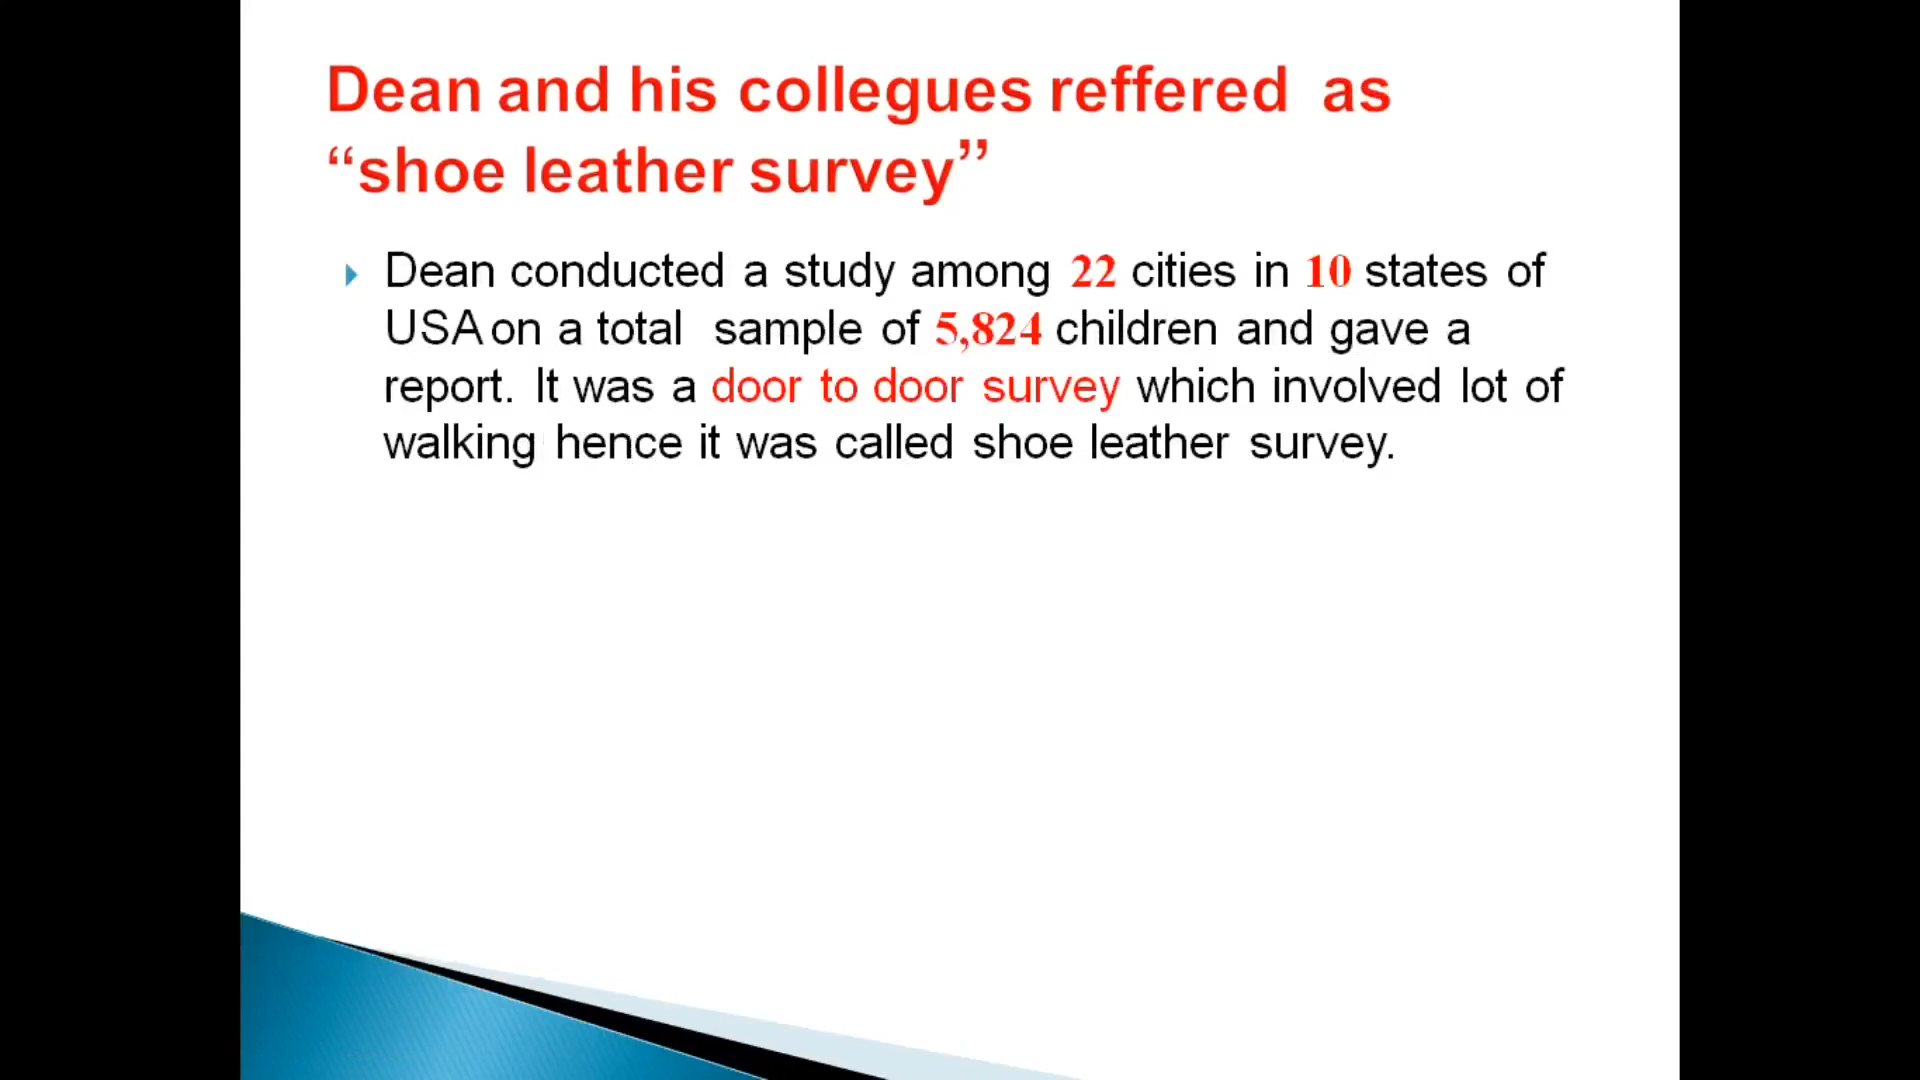 Dean and his collegues reffered as
“shoe leather survey”
Dean conducted a study among 22 cities in 10 states of
USA on a total sample of 5,824 children and gave a
report. It was a door to door survey which involved lot of
walking hence it was called shoe leather survey.